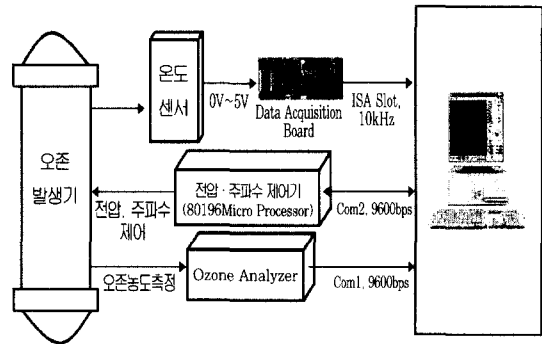 온도
센서
0V~5V
Data Acquisition
Board
ISA Slot,
10kHz
오존
발생기
전압 · 주파수 제어기
(80196Micro Processor)
전압, 주파수
제어
Com2, 9600bps
오존농도측정
Ozone Analyzer
Com1, 9600bps